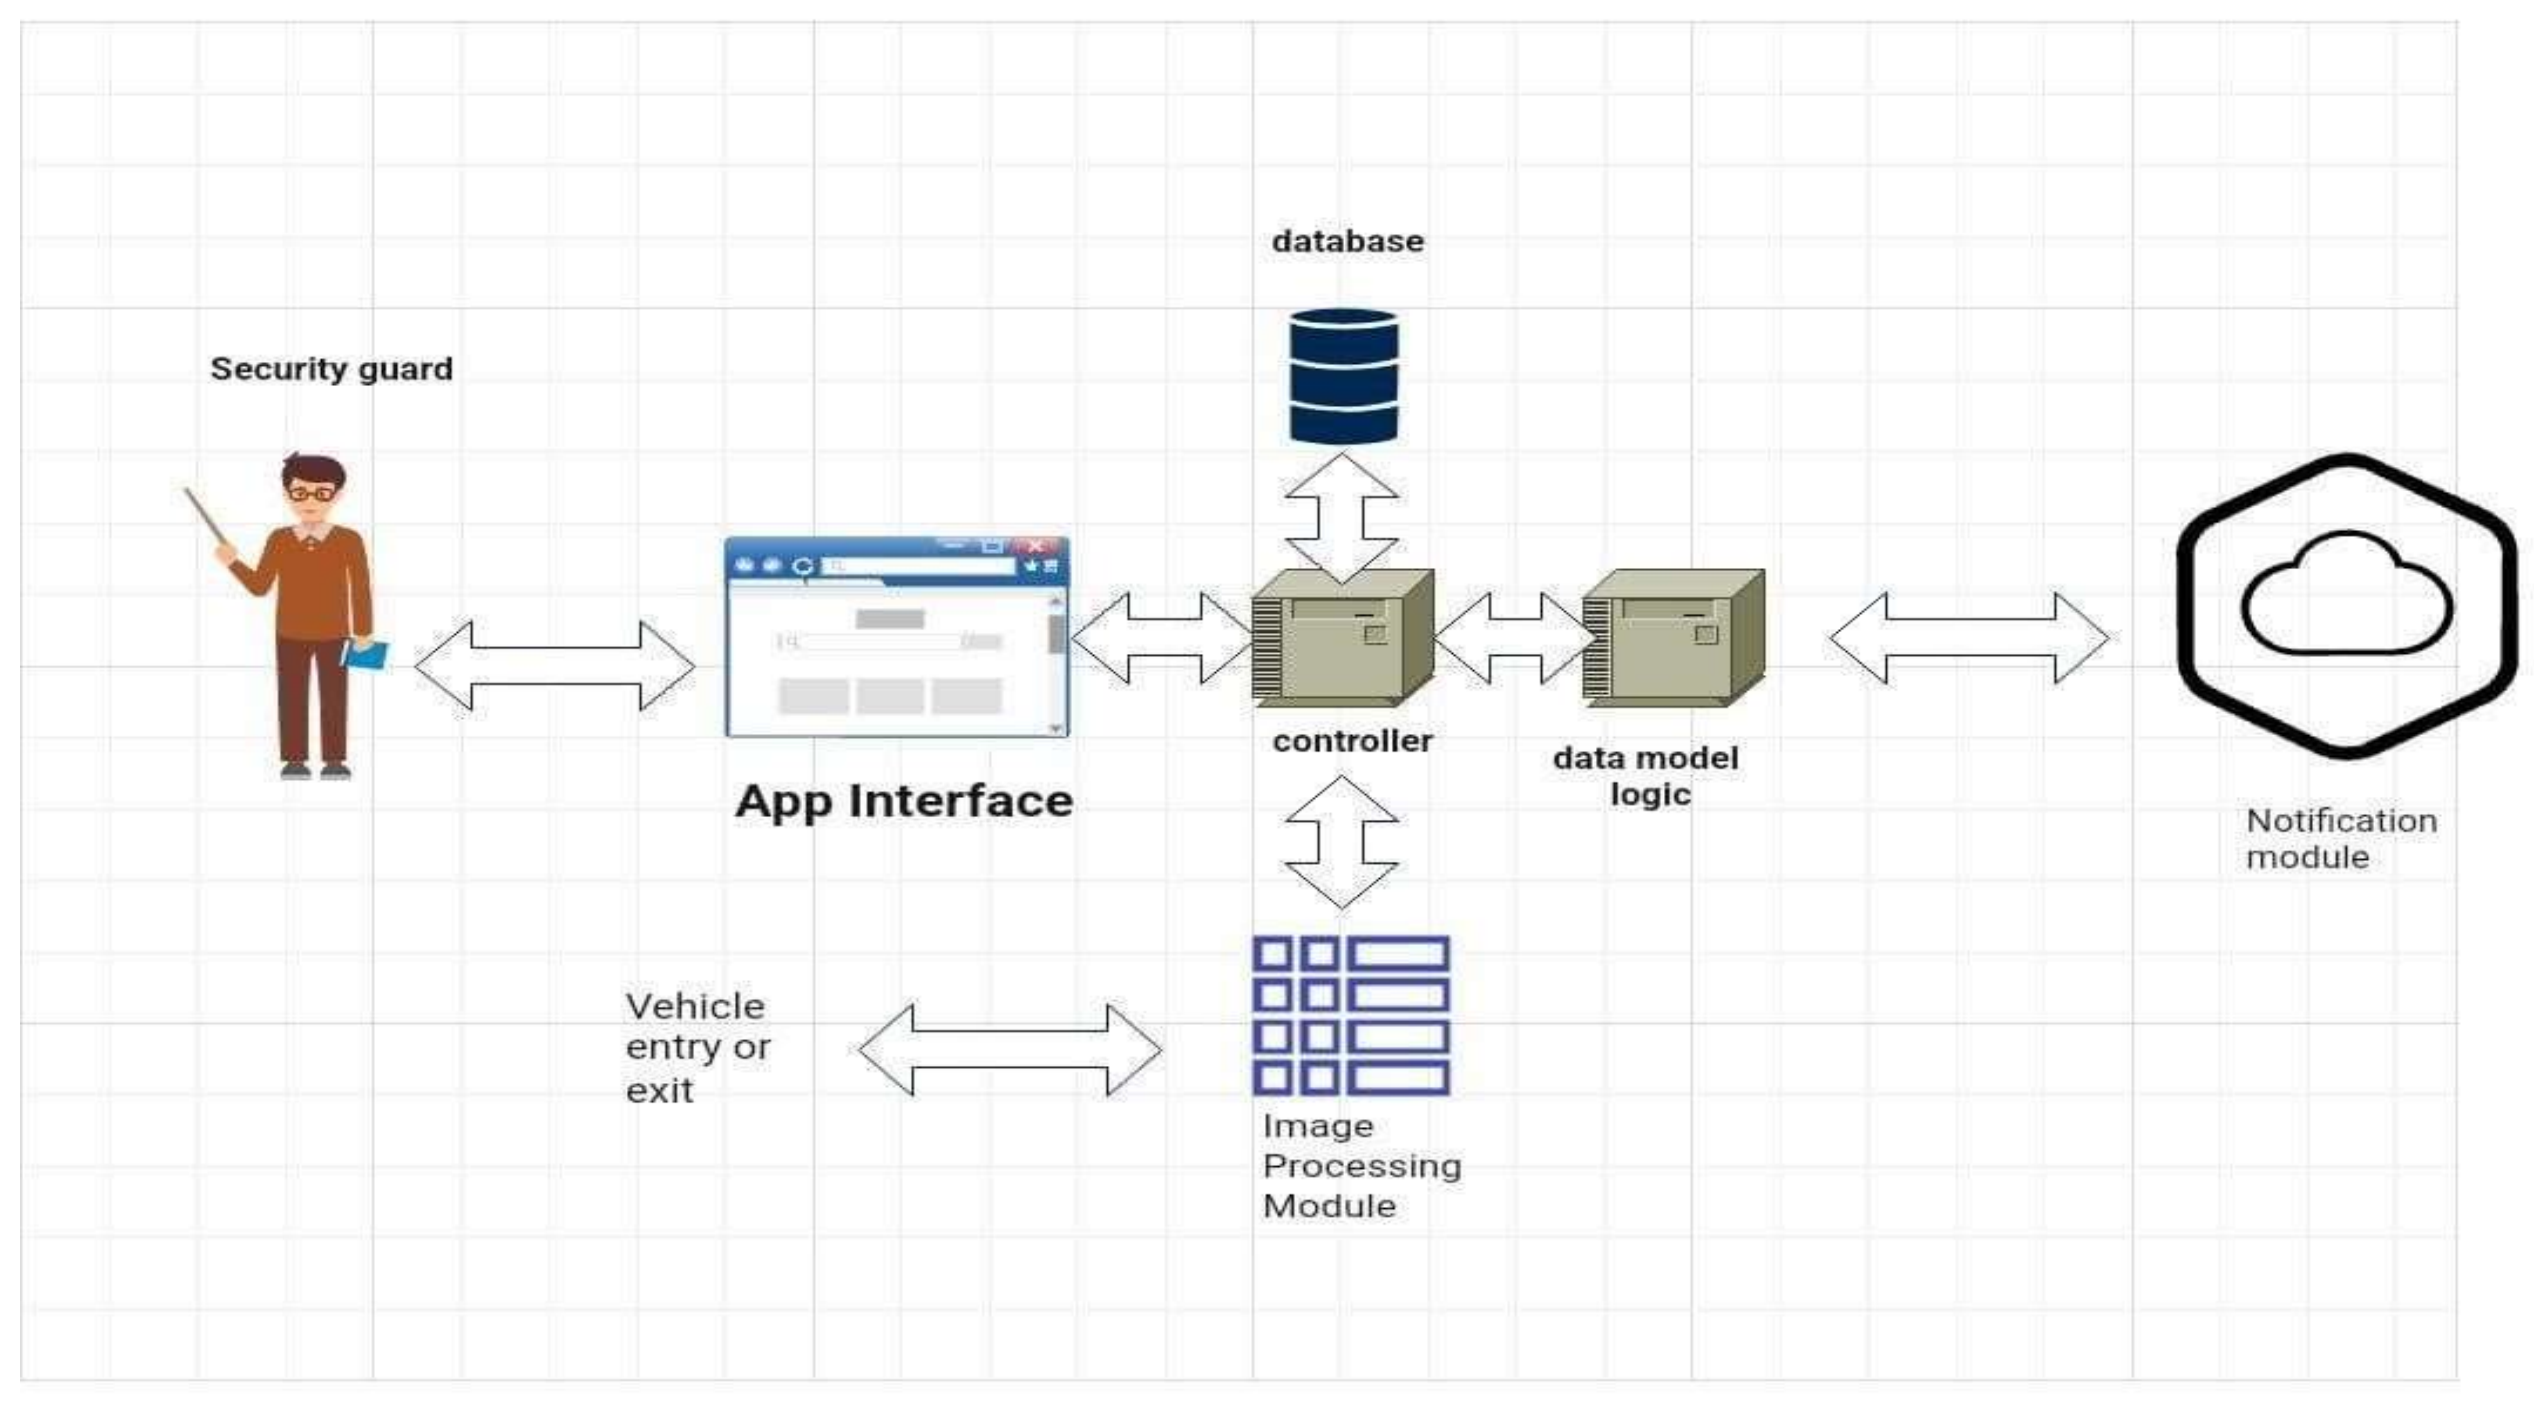 database
Security guard
controller
data model
logic
App Interface
Notification
module
Vehicle
entry or
exit
Image
Processing
Module